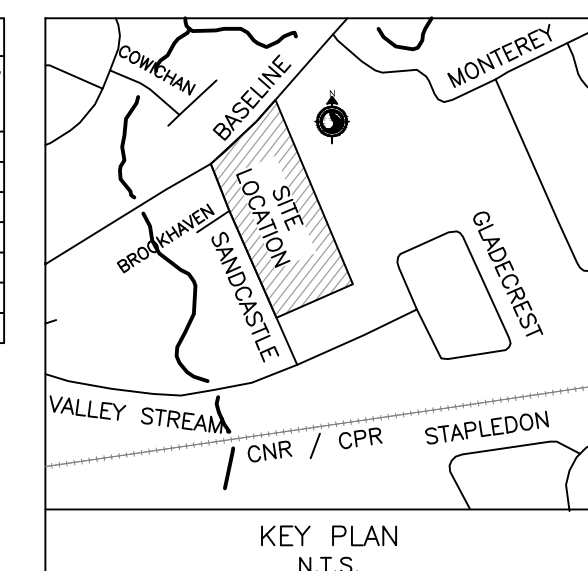 COWICHAN
BASELINE
MONTEREY
N
SITE
LOCATION
BROOKHAVEN
SANDCASTLE
GLADECREST
VALLEY STREAM
CNR / CPR
STAPLEDON
KEY PLAN
N.T.S.